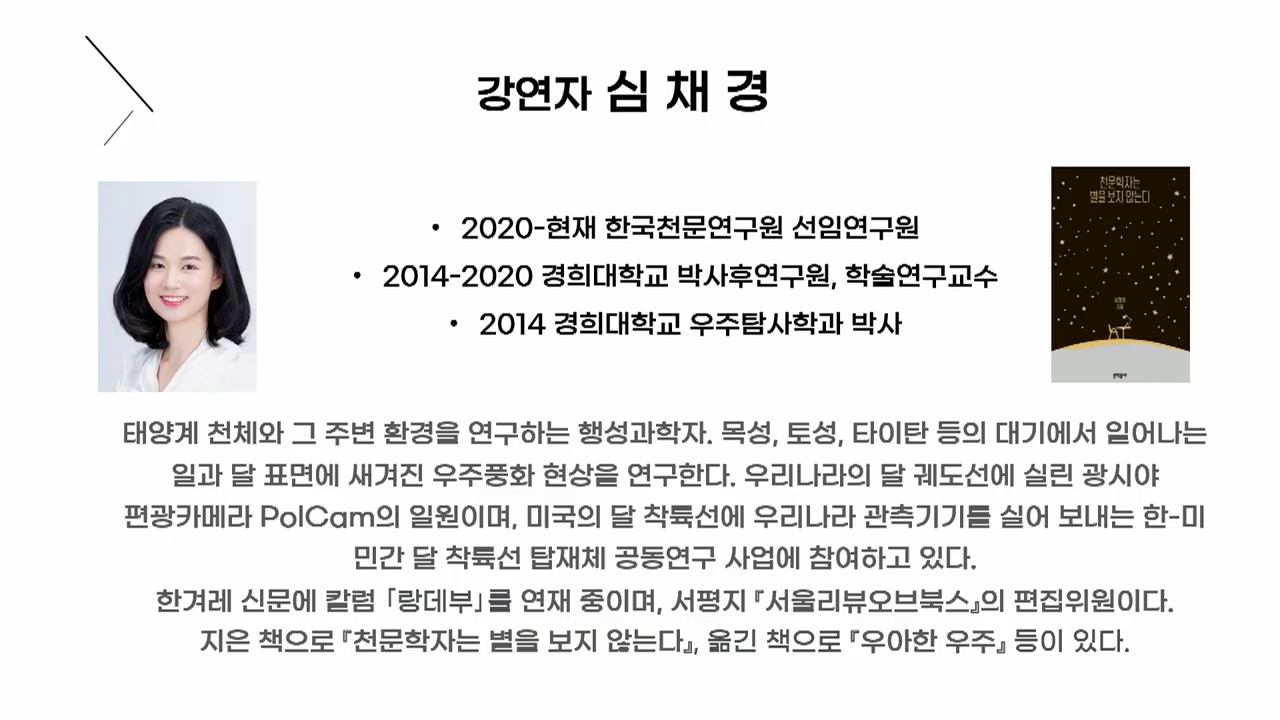 강연자 심 채 경
천문학자는
별을 보지 않는다
• 2020-현재 한국천문연구원 선임연구원
• 2014-2020 경희대학교 박사후연구원, 학술연구교수
• 2014 경희대학교 우주탐사학과 박사
태양계 천체와 그 주변 환경을 연구하는 행성과학자. 목성, 토성, 타이탄 등의 대기에서 일어나는
일과 달 표면에 새겨진 우주풍화 현상을 연구한다. 우리나라의 달 궤도선에 실린 광시야
편광카메라 PolCam의 일원이며, 미국의 달 착륙선에 우리나라 관측기기를 실어 보내는 한-미
민간 달 착륙선 탑재체 공동연구 사업에 참여하고 있다.
한겨레 신문에 칼럼 「랑데부」를 연재 중이며, 서평지 『서울리뷰오브북스』의 편집위원이다.
지은 책으로 『천문학자는 별을 보지 않는다』, 옮긴 책으로 『우아한 우주』 등이 있다.